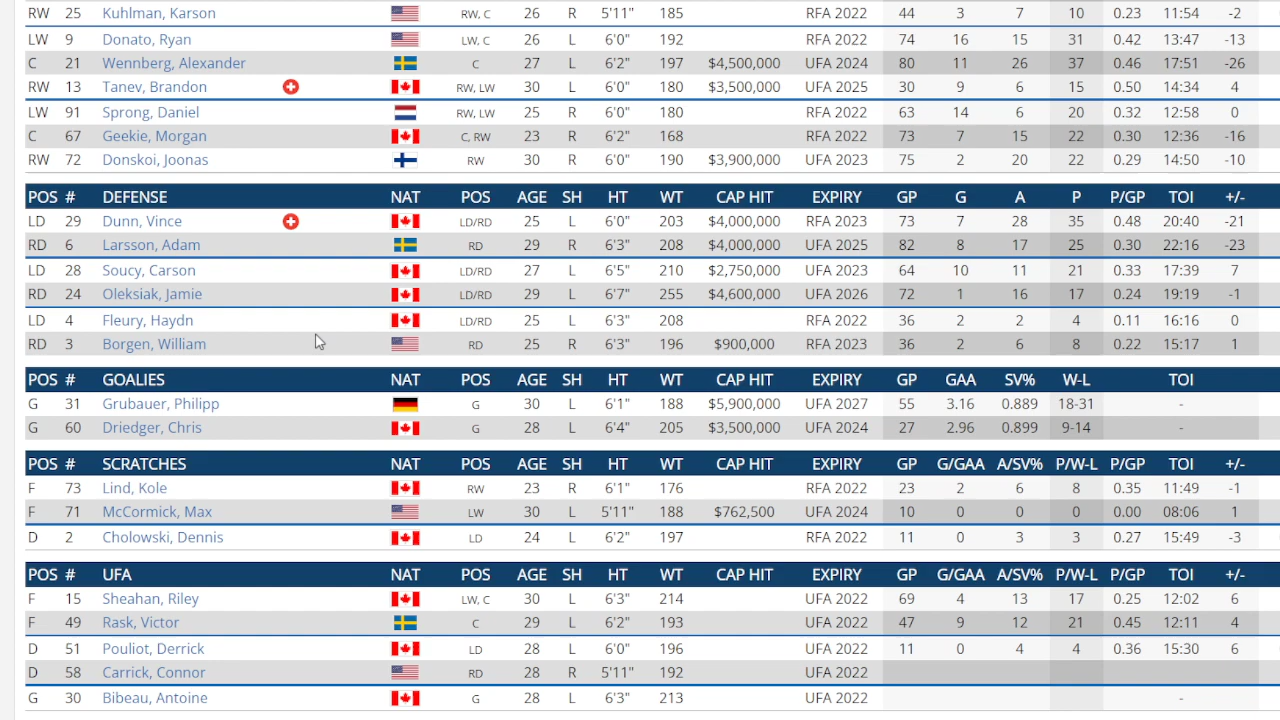 RW 25 Kuhlman, Karson RW, C 26 R 5'11" 185 RFA 2022 44 3 7 10 0.23 11:54 -2
LW 9 Donato, Ryan LW, C 26 L 6'0" 192 RFA 2022 74 16 15 31 0.42 13:47 -13
C 21 Wennberg, Alexander C 27 L 6'2" 197 $4,500,000 UFA 2024 80 11 26 37 0.46 17:51 -26
RW 13 Tanev, Brandon RW, LW 30 L 6'0" 180 $3,500,000 UFA 2025 30 9 6 15 0.50 14:34 4
LW 91 Sprong, Daniel RW, LW 25 R 6'0" 180 RFA 2022 63 14 6 20 0.32 12:58 0
C 67 Geekie, Morgan C, RW 23 R 6'2" 168 RFA 2022 73 7 15 22 0.30 12:36 -16
RW 72 Donskoi, Joonas RW 30 R 6'0" 190 $3,900,000 UFA 2023 75 2 20 22 0.29 14:50 -10
POS # DEFENSE NAT POS AGE SH HT WT CAP HIT EXPIRY GP G A P P/GP TOI +/-
LD 29 Dunn, Vince LD/RD 25 L 6'0" 203 $4,000,000 UFA 2023 73 7 28 35 0.48 20:40 -21
RD 6 Larsson, Adam RD 29 R 6'3" 208 $4,000,000 UFA 2025 82 8 17 25 0.30 22:16 -23
LD 28 Soucy, Carson LD/RD 27 L 6'5" 210 $2,750,000 UFA 2023 64 10 11 21 0.33 17:39 7
RD 24 Oleksiak, Jamie LD/RD 29 L 6'7" 255 $4,600,000 UFA 2026 72 1 16 17 0.24 19:19 -1
LD 4 Fleury, Haydn LD/RD 25 L 6'3" 208 RFA 2022 36 2 2 4 0.11 16:16 0
RD 3 Borgen, William RD 25 R 6'3" 196 $900,000 RFA 2023 36 2 6 8 0.22 15:17 1
POS # GOALIES NAT POS AGE SH HT WT CAP HIT EXPIRY GP GAA SV% W-L TOI
G 31 Grubauer, Philipp G 30 L 6'1" 188 $5,900,000 UFA 2027 55 3.16 0.889 18-31 -
G 60 Driedger, Chris G 28 L 6'4" 205 $3,500,000 UFA 2024 27 2.96 0.899 9-14 -
POS # SCRATCHES NAT POS AGE SH HT WT CAP HIT EXPIRY GP G/GAA A/SV% P/W-L P/GP TOI +/-
F 73 Lind, Kole RW 23 R 6'1" 176 RFA 2022 23 2 6 8 0.35 11:49 -1
F 71 McCormick, Max LW 30 L 5'11" 188 $762,500 UFA 2024 10 0 0 0 0.00 08:06 1
D 2 Cholowski, Dennis LD 24 L 6'2" 197 RFA 2022 11 0 3 3 0.27 15:49 -3
POS # UFA NAT POS AGE SH HT WT CAP HIT EXPIRY GP G/GAA A/SV% P/W-L P/GP TOI +/-
F 15 Sheahan, Riley LW, C 30 L 6'3" 214 UFA 2022 69 4 13 17 0.25 12:02 6
F 49 Rask, Victor C 29 L 6'2" 193 UFA 2022 47 9 12 21 0.45 12:11 4
D 51 Pouliot, Derrick LD 28 L 6'0" 196 UFA 2022 11 0 4 4 0.36 15:30 6
D 58 Carrick, Connor RD 28 R 5'11" 192 UFA 2022
G 30 Bibeau, Antoine G 28 L 6'3" 213 UFA 2022 -